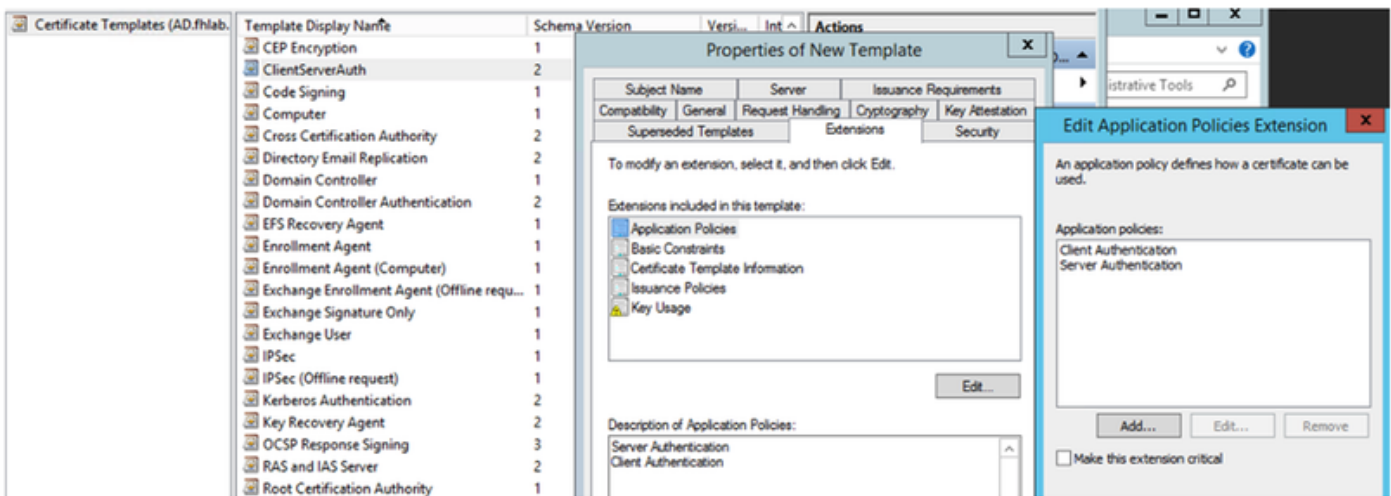 Certificate Templates (AD.fhlab.
Template Display Name Schema Version Versi... Int
CEP Encryption 1
ClientServerAuth 2
Code Signing 1
Computer 1
Cross Certification Authority 2
Directory Email Replication 2
Domain Controller 1
Domain Controller Authentication 2
EFS Recovery Agent 1
Enrollment Agent 1
Enrollment Agent (Computer) 1
Exchange Enrollment Agent (Offline requ... 1
Exchange Signature Only 1
Exchange User 1
IPSec 1
IPSec (Offline request) 1
Kerberos Authentication 2
Key Recovery Agent 2
OCSP Response Signing 3
RAS and IAS Server 2
Root Certification Authority 1
Actions
Properties of New Template
x
Subject Name Server Issuance Requirements
Compatibility General Request Handling Cryptography Key Attestation
Superseded Templates Extensions Security
To modify an extension, select it, and then click Edit.
Extensions included in this template:
Application Policies
Basic Constraints
Certificate Template Information
Issuance Policies
Key Usage
Edit...
Description of Application Policies:
Server Authentication
Client Authentication
x
?
istrative Tools
Edit Application Policies Extension
x
An application policy defines how a certificate can be
used.
Application policies:
Client Authentication
Server Authentication
Add... Edit... Remove
Make this extension critical